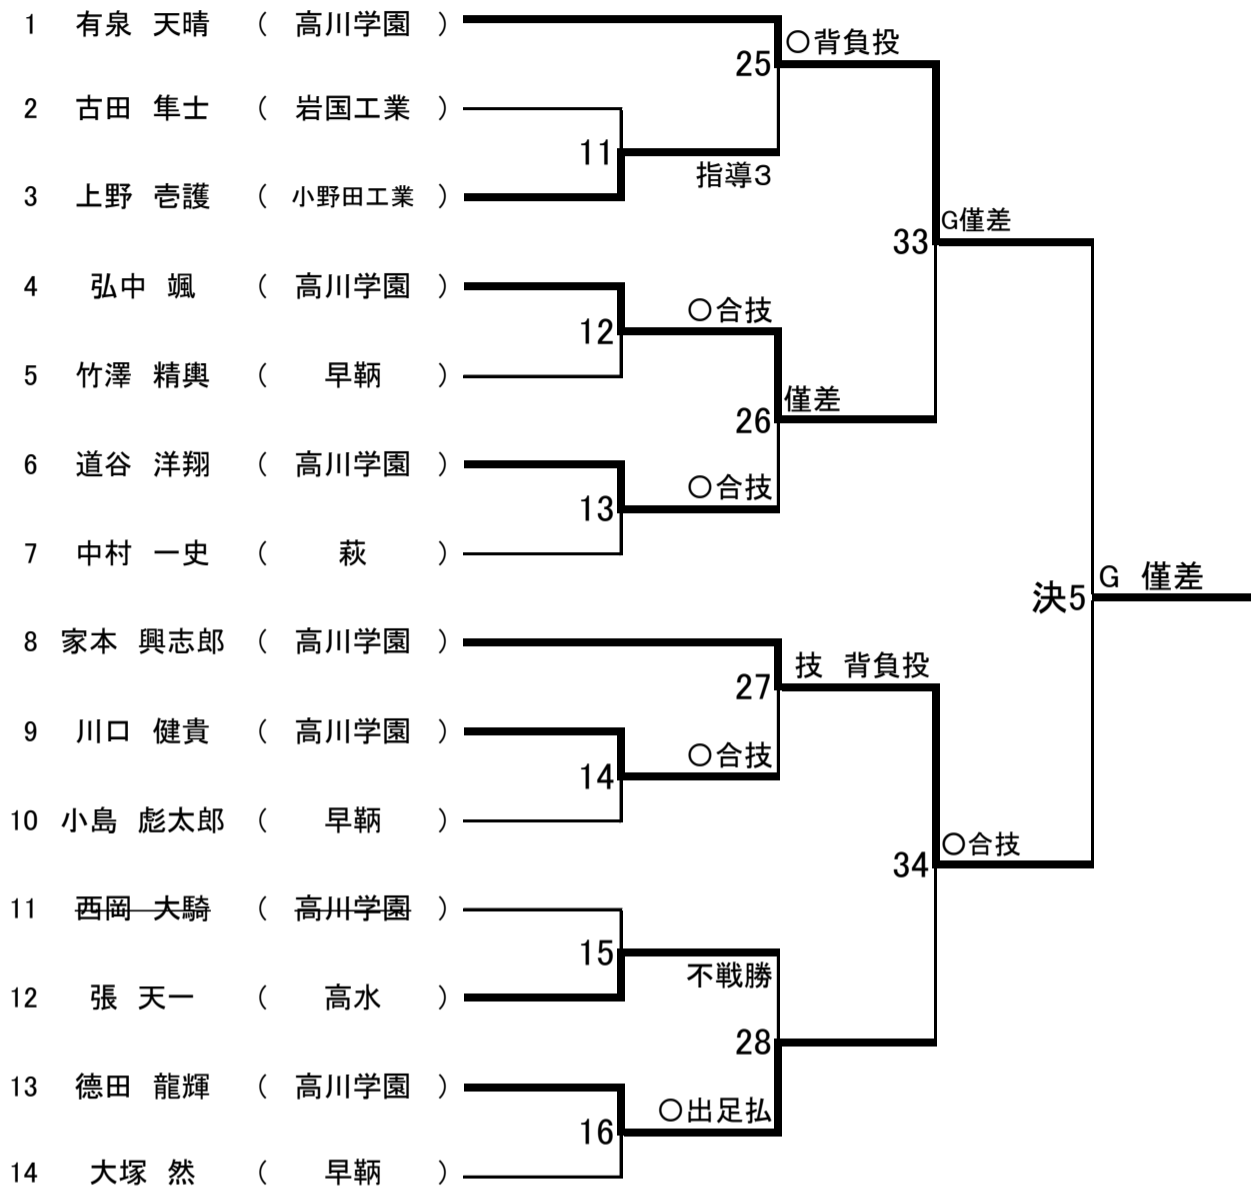 1 有泉 天晴 ( 高川学園 )
25 〇背負投
2 古田 隼士 ( 岩国工業 )
11 指導3
3 上野 壱護 ( 小野田工業 )
33 G僅差
4 弘中 颯 ( 高川学園 )
12 〇合技
5 竹澤 精輿 ( 早鞆 )
26 僅差
6 道谷 洋翔 ( 高川学園 )
13 〇合技
7 中村 一史 ( 萩 )
決5 G 僅差
8 家本 興志郎 ( 高川学園 )
27 技 背負投
9 川口 健貴 ( 高川学園 )
14 〇合技
10 小島 彪太郎 ( 早鞆 )
34 〇合技
11 西岡 大騎 ( 高川学園 )
15 不戦勝
12 張 天一 ( 高水 )
28
13 德田 龍輝 ( 高川学園 )
16 〇出足払
14 大塚 然 ( 早鞆 )